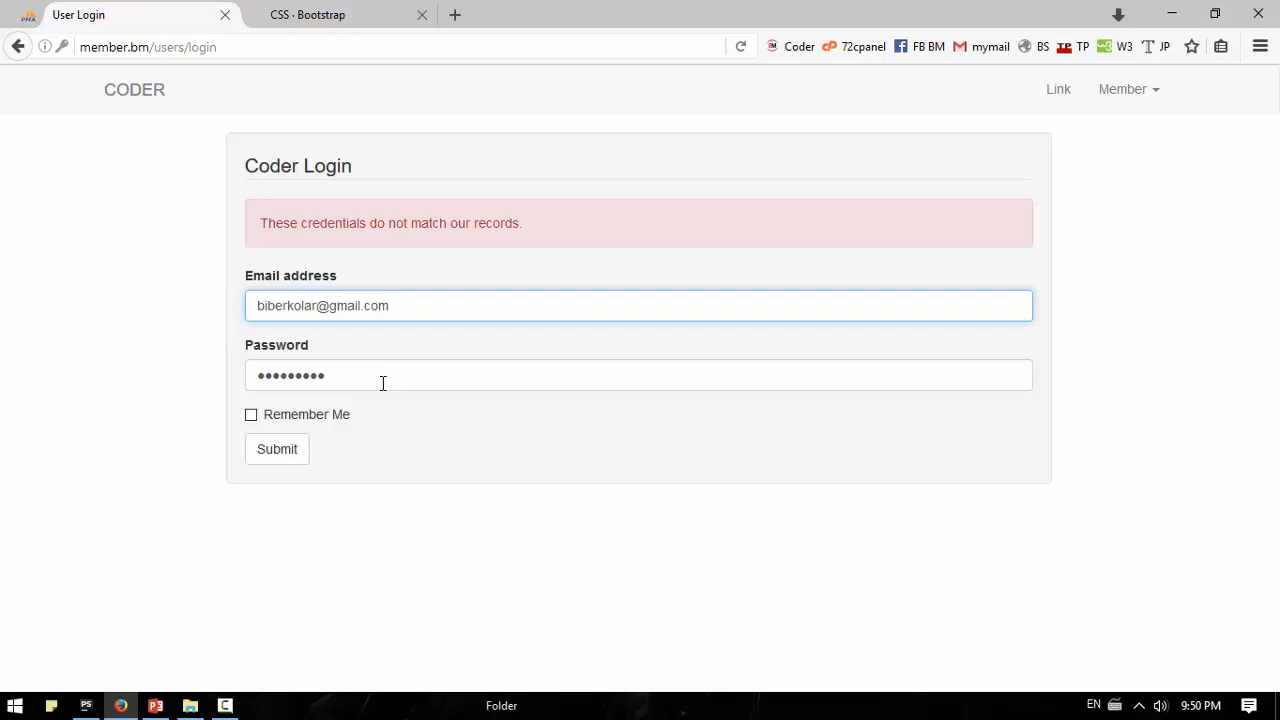 User Login
CSS · Bootstrap
member.bm/users/login
Coder
72cpanel
FB BM
mymail
BS
TP
W3
JP
CODER
Link
Member
Coder Login
These credentials do not match our records.
Email address
biberkolar@gmail.com
Password
Remember Me
Submit
PS
Folder
EN
9:50 PM